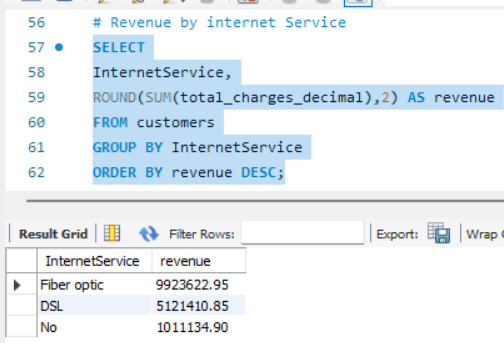 56 # Revenue by internet Service
57 SELECT
58 InternetService,
59 ROUND(SUM(total_charges_decimal),2) AS revenue
60 FROM customers
61 GROUP BY InternetService
62 ORDER BY revenue DESC;
Result Grid Filter Rows: Export: Wrap
InternetService revenue
Fiber optic 9923622.95
DSL 5121410.85
No 1011134.90